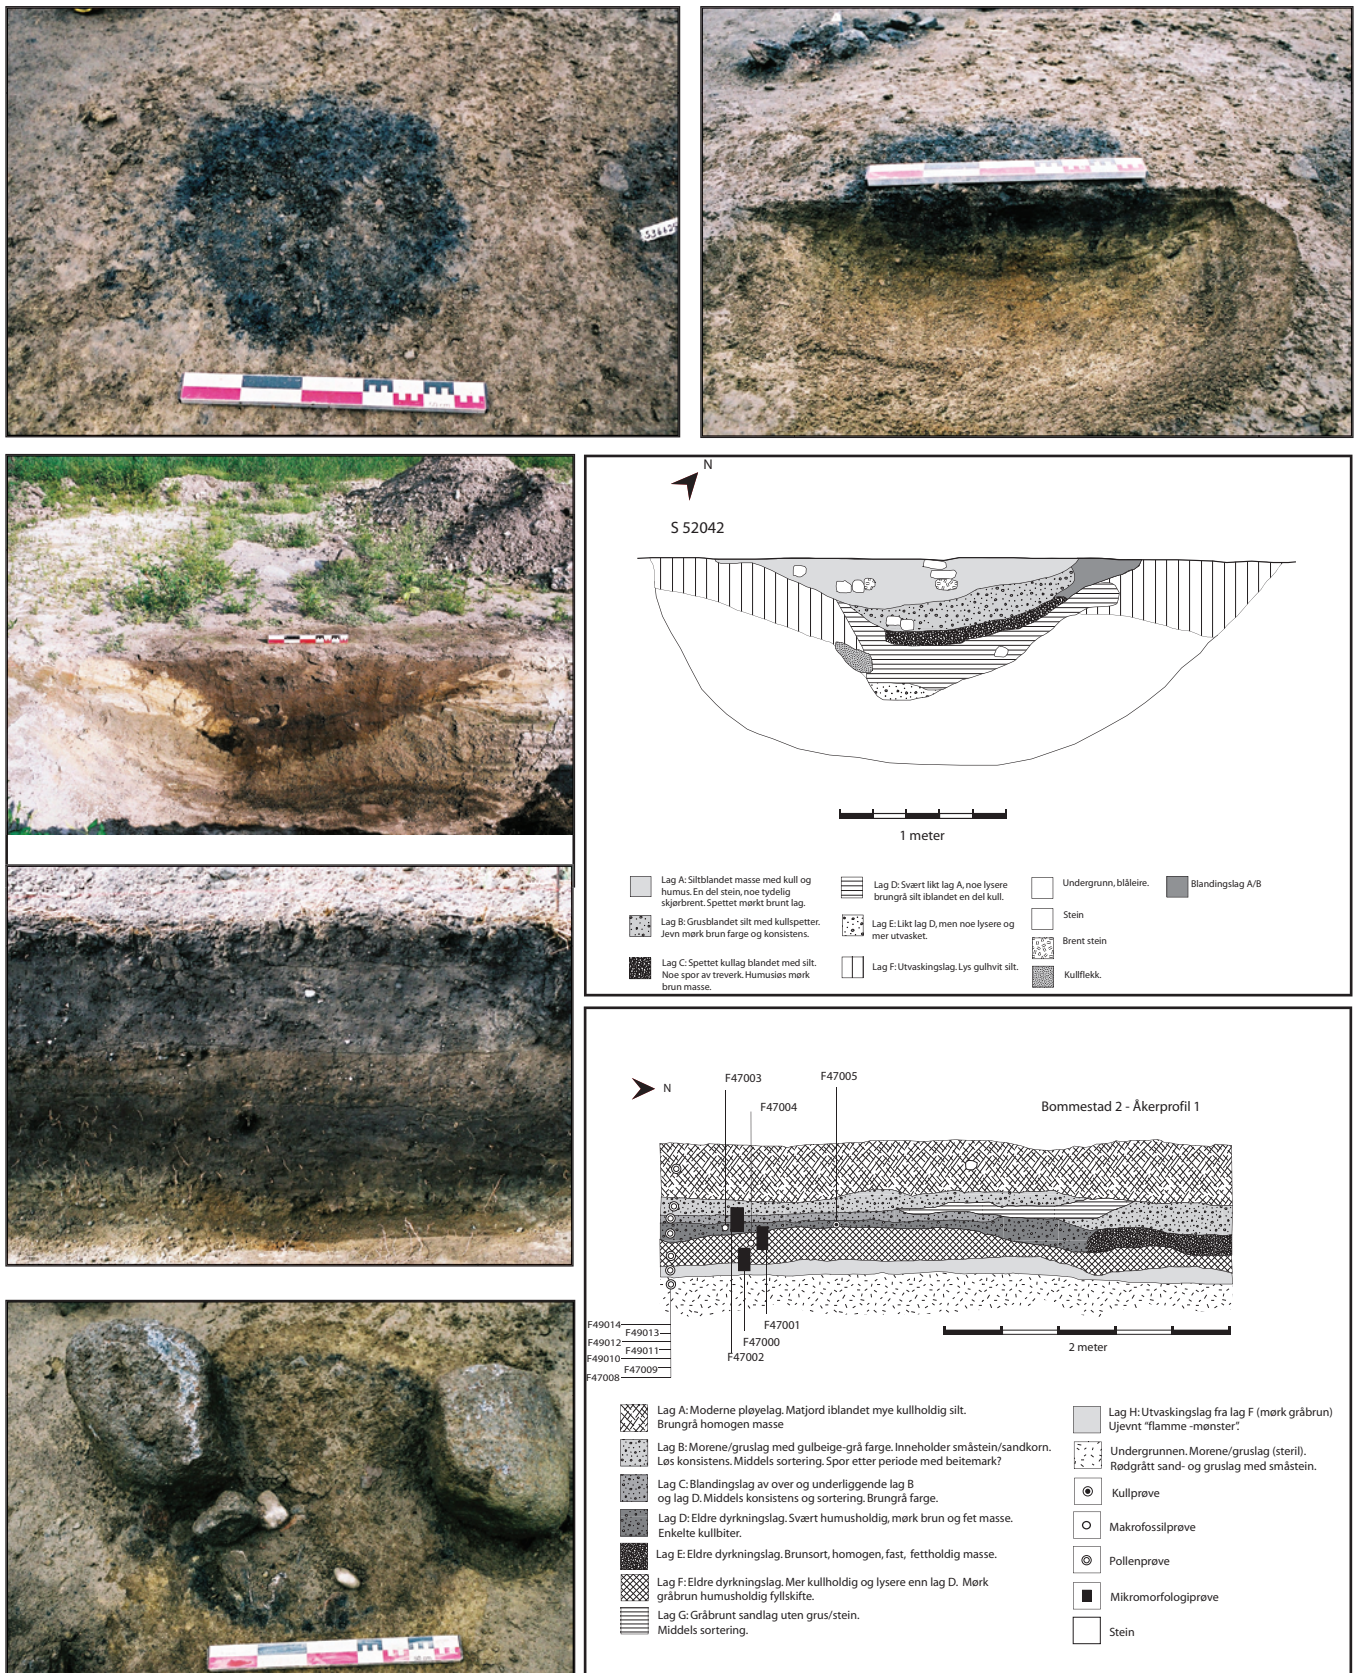 N
S 52042
1 meter
Lag A: Siltblandet masse med kull og
humus. En del stein, noe tydelig
skjørbrent. Spettet mørkt brunt lag.
Lag B: Grusblandet silt med kullspetter.
Jevn mørk brun farge og konsistens.
Lag C: Spettet kullag blandet med silt.
Noe spor av treverk. Humusiøs mørk
brun masse.
Lag D: Svært likt lag A, noe lysere
brungrå silt iblandet en del kull.
Lag E: Likt lag D, men noe lysere og
mer utvasket.
Lag F: Utvaskingslag. Lys gulhvit silt.
Undergrunn, blåleire.
Stein
Brent stein
Kullflekk.
Blandingslag A/B
N
F47003
F47005
F47004
Bommestad 2 - Åkerprofil 1
F49014
F49013
F49012
F49011
F49010
F47009
F47008
F47001
F47000
F47002
2 meter
Lag A: Moderne pløyelag. Matjord iblandet mye kullholdig silt.
Brungrå homogen masse
Lag B: Morene/gruslag med gulbeige-grå farge. Inneholder småstein/sandkorn.
Løs konsistens. Middels sortering. Spor etter periode med beitemark?
Lag C: Blandingslag av over og underliggende lag B
og lag D. Middels konsistens og sortering. Brungrå farge.
Lag D: Eldre dyrkningslag. Svært humusholdig, mørk brun og fet masse.
Enkelte kullbiter.
Lag E: Eldre dyrkningslag. Brunsort, homogen, fast, fettholdig masse.
Lag F: Eldre dyrkningslag. Mer kullholdig og lysere enn lag D. Mørk
gråbrun humusholdig fyllskifte.
Lag G: Gråbrunt sandlag uten grus/stein.
Middels sortering.
Lag H: Utvaskingslag fra lag F (mørk gråbrun)
Ujevnt "flamme -mønster".
Undergrunnen. Morene/gruslag (steril).
Rødgrått sand- og gruslag med småstein.
Kullprøve
Makrofossilprøve
Pollenprøve
Mikromorfologiprøve
Stein